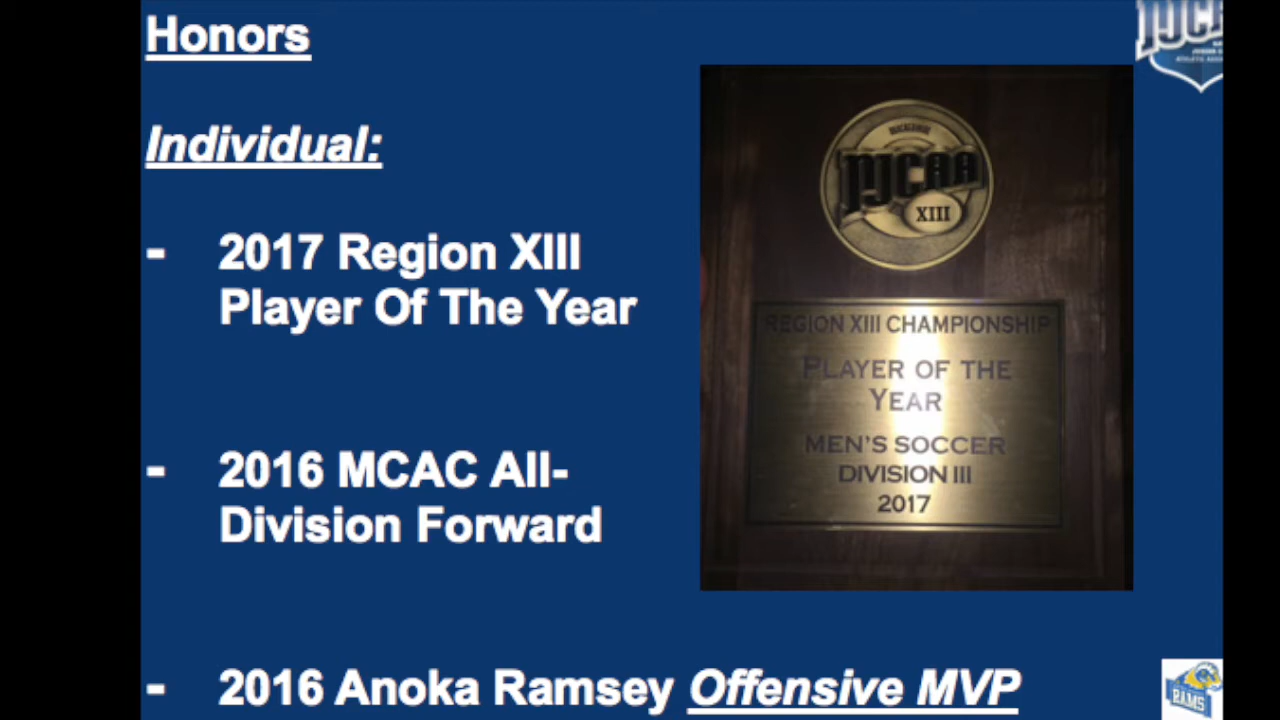 Honors
Individual:
- 2017 Region XIII
Player Of The Year
- 2016 MCAC All-
Division Forward
- 2016 Anoka Ramsey Offensive MVP
NJCAA
XIII
REGION XIII CHAMPIONSHIP
PLAYER OF THE
YEAR
MEN'S SOCCER
DIVISION III
2017
RAMS